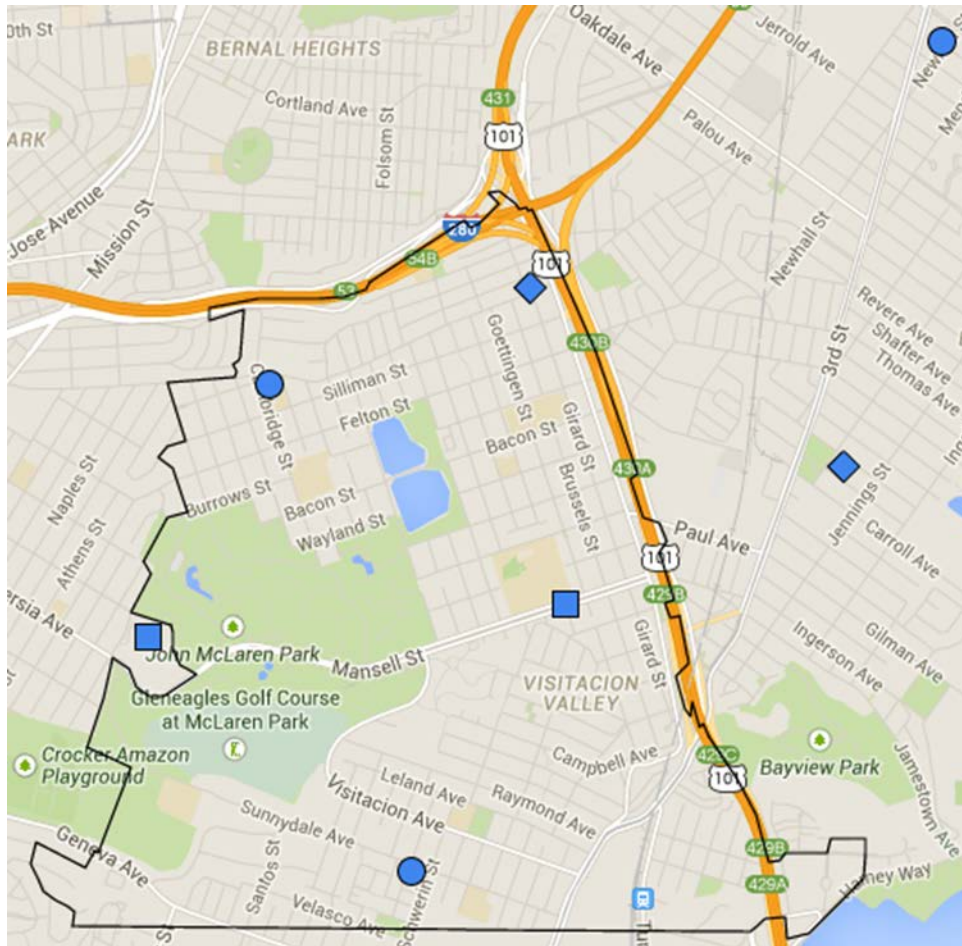 0th St
BERNAL HEIGHTS
Cortland Ave
Folsom St
ARK
Jose Avenue
Mission St
431
101
Oakdale Ave
Jerrold Ave
Palou Ave
Newhall St
3rd St
Revere Ave
Shafter Ave
Thomas Ave
280
54B
53
101
430B
Goettingen St
Silliman St
Felton St
Cambridge St
Bacon St
Girard St
Brussels St
430A
Burrows St
Bacon St
Wayland St
Naples St
Athens St
ersia Ave
Paul Ave
101
429B
Jennings St
Carroll Ave
Ingerson Ave
Gilman Ave
John McLaren Park
Mansell St
Girard St
Gleneagles Golf Course
at McLaren Park
VISITACION
VALLEY
Crocker Amazon
Playground
Campbell Ave
Leland Ave
Visitacion Ave
Raymond Ave
Sunnydale Ave
429C
101
Bayview Park
Jamestown Ave
Geneva Ave
Santos St
Velasco Ave
Schwerin St
429B
429A
Harney Way